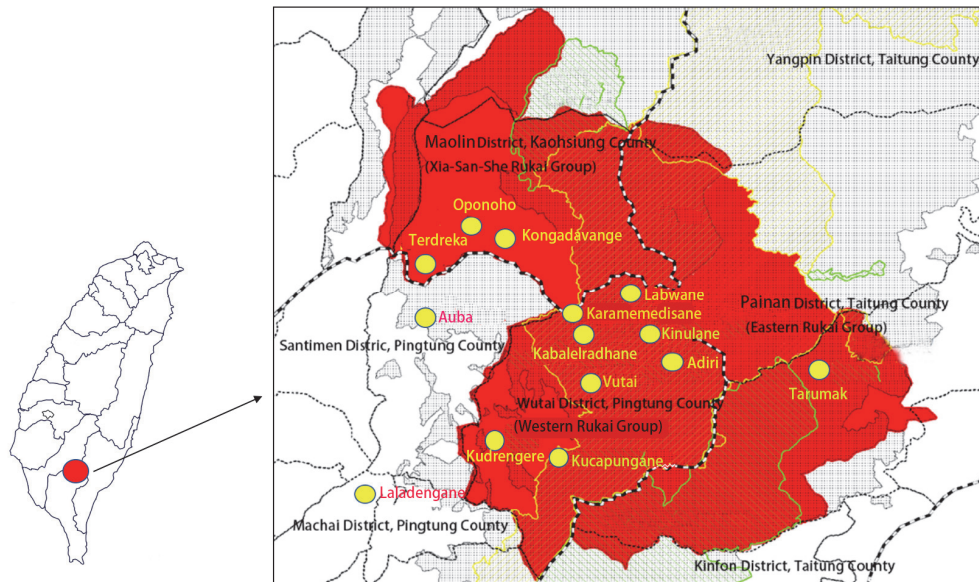 Yangpin District, Taitung County
Maolin District, Kaohsiung County
(Xia-San-She Rukai Group)
Oponoho
Kongadavange
Terdreka
Labwane
Karamemedisane
Painan District, Taitung County
(Eastern Rukai Group)
Auba
Kinulane
Santimen Distric, Pingtung County
Kabalelradhane
Adiri
Vutai
Tarumak
Wutai District, Pingtung County
(Western Rukai Group)
Kudrengere
Kucapungane
Laladengane
Machai District, Pingtung County
Kinfon District, Taitung County